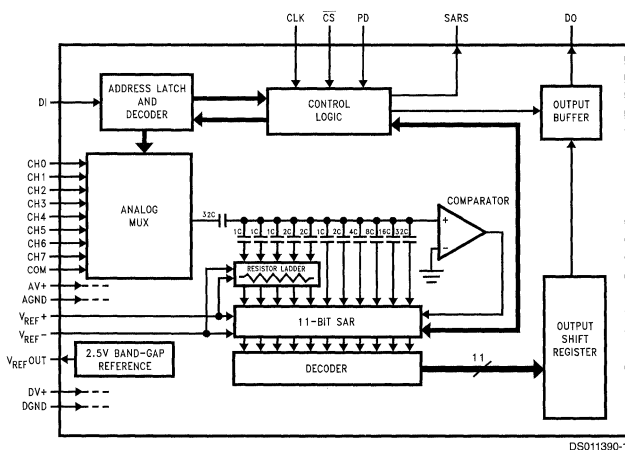 CLK CS PD SARS DO
DI
ADDRESS LATCH
AND
DECODER
CONTROL
LOGIC
OUTPUT
BUFFER
CH0
CH1
CH2
CH3
CH4
CH5
CH6
CH7
COM
AV+
AGND
VREF+
VREF-
VREFOUT
DV+
DGND
ANALOG
MUX
32C
COMPARATOR
+
-
1C 1C 1C 2C 2C 1C 2C 4C 8C 16C 32C
RESISTOR LADDER
11-BIT SAR
2.5V BAND-GAP
REFERENCE
DECODER
11
OUTPUT
SHIFT
REGISTER
DS011390-1